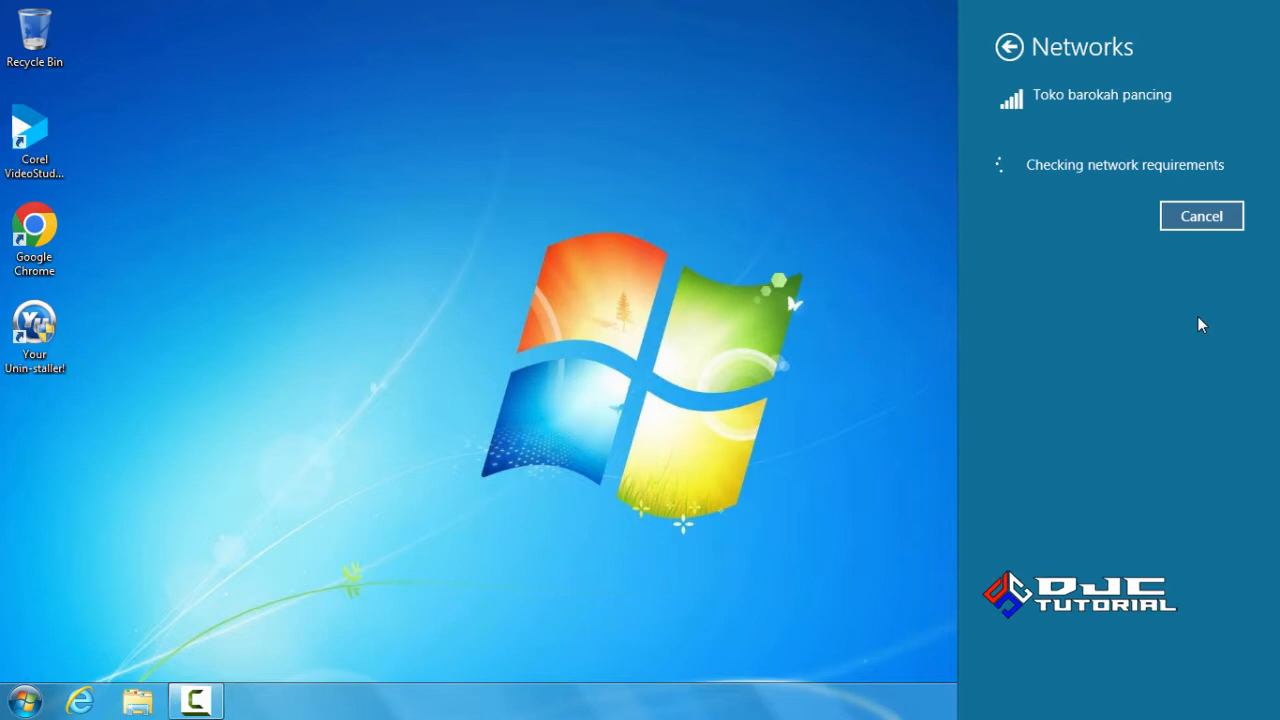 Recycle Bin
Corel
VideoStud...
Google
Chrome
Your
Unin-staller!
Networks
Toko barokah pancing
Checking network requirements
Cancel
DJC
TUTORIAL